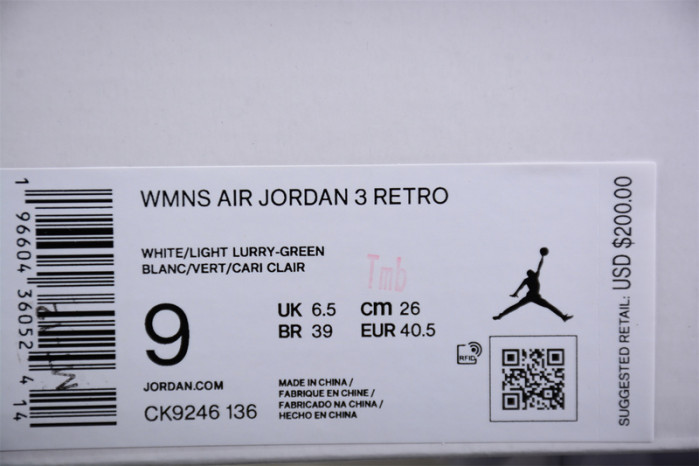 WMNS AIR JORDAN 3 RETRO
WHITE/LIGHT LURRY-GREEN
BLANC/VERT/CARI CLAIR
Tmb
9
UK 6.5 cm 26
BR 39 EUR 40.5
RFID
JORDAN.COM
CK9246 136
MADE IN CHINA /
FABRIQUE EN CHINE /
FABRICADO NA CHINA /
HECHO EN CHINA
SUGGESTED RETAIL: USD $200.00
1 96604 36052 4 14